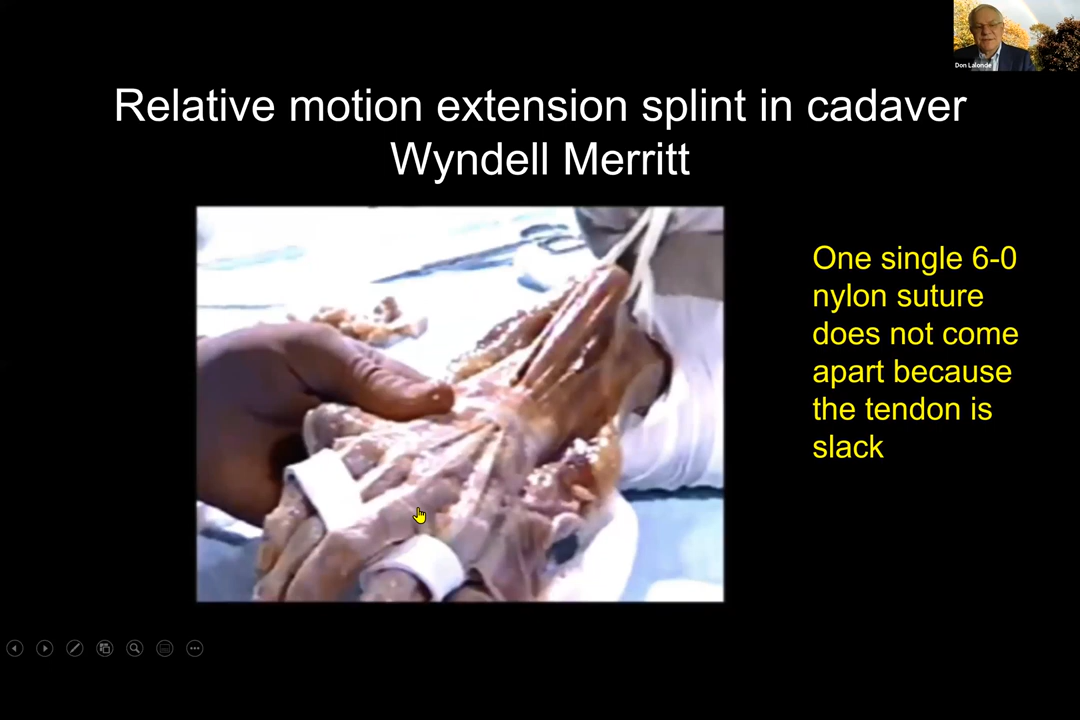 Don Lalonde
Relative motion extension splint in cadaver
Wyndell Merritt
One single 6-0
nylon suture
does not come
apart because
the tendon is
slack